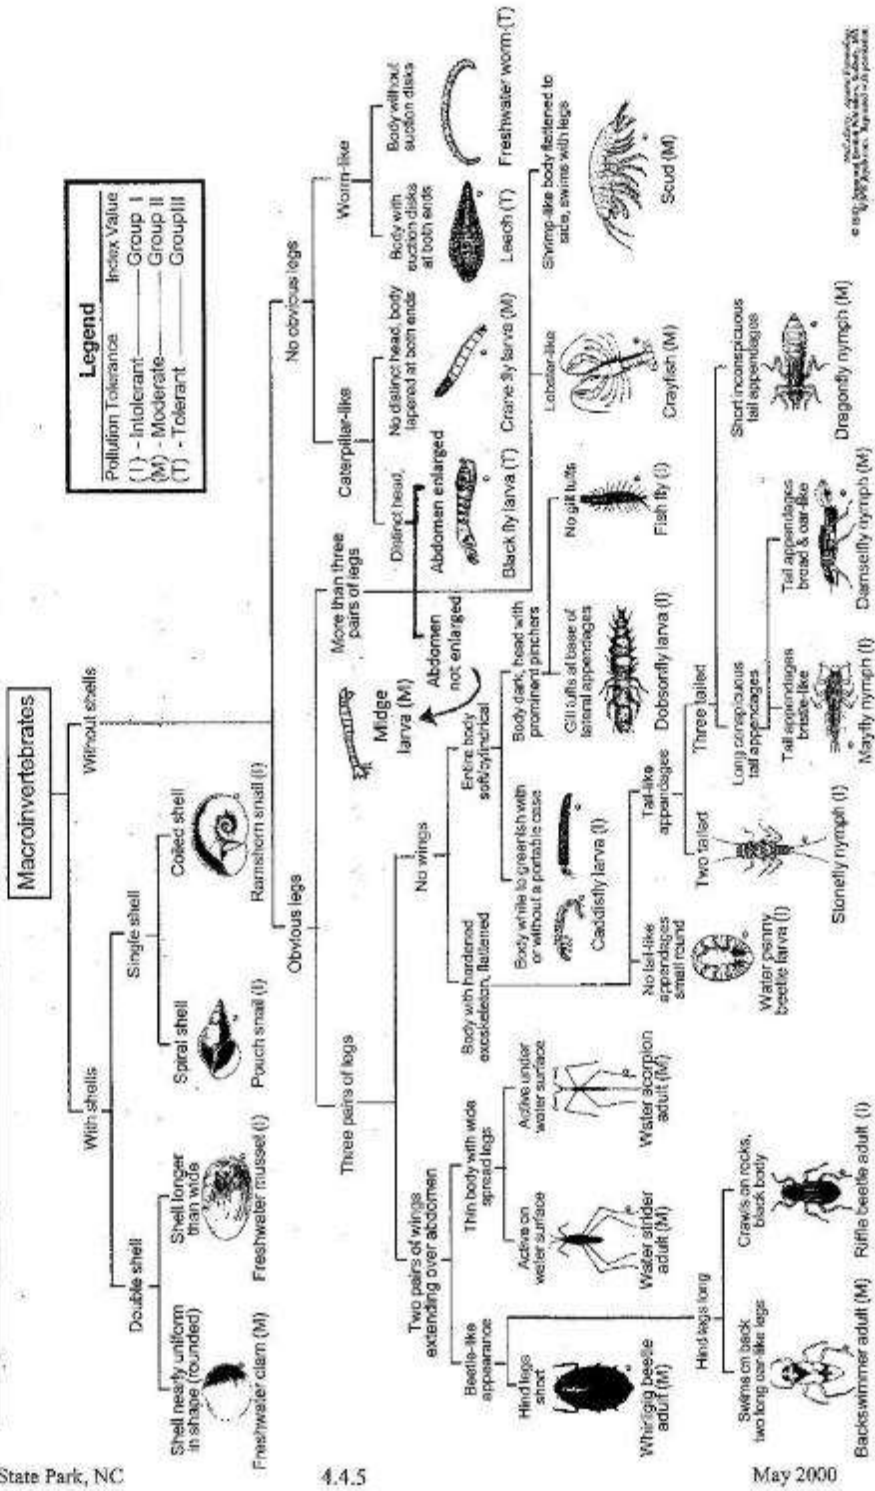 Macroinvertebrates
With shells
Without shells
Double shell
Single shell
Shell nearly uniform
in shape (rounded)
Freshwater clam (M)
Shell longer
than wide
Freshwater mussel (I)
Spiral shell
Pouch snail (I)
Coiled shell
Ramshorn snail (I)
Legend
Pollution Tolerance Index Value
( I ) - Intolerant Group I
(M) - Moderate Group II
(T) - Tolerant GroupIII
Obvious legs
No obvious legs
Three pairs of legs
More than three
pairs of legs
Caterpillar-like
Worm-like
Distinct head,
No distinct head, body
tapered at both ends
Body with
suction disks
at both ends
Body without
suction disks
Midge
larva (M)
Abdomen
not enlarged
Abdomen enlarged
Black fly larva (T)
Crane fly larva (M)
Leech (T)
Freshwater worm (T)
Two pairs of wings
extending over abdomen
No wings
Beetle-like
appearance
Thin body with wide
spread legs
Body with hardened
exoskeleton, flattened
Entire body
soft/cylindrical
Hind legs
short
Whirligig beetle
adult (M)
Active on
water surface
Water strider
adult (M)
Active under
water surface
Water scorpion
adult (M)
Body white to greenish with
or without a portable case
Caddisfly larva (I)
Body dark, head with
prominent pinchers
Gill tufts at base of
lateral appendages
Dobsonfly larva (I)
No gill tufts
Fish fly (I)
Lobster-like
Crayfish (M)
Shrimp-like body flattened to
side, swims with legs
Scud (M)
No tail-like
appendages
small round
Water penny
beetle larva (I)
Tail-like
appendages
Two tailed
Stonefly nymph (I)
Three tailed
Long conspicuous
tail appendages
Short inconspicuous
tail appendages
Tail appendages
bristle-like
Mayfly nymph (I)
Tail appendages
broad & oar-like
Damselfly nymph (M)
Dragonfly nymph (M)
Hind legs long
Swims on back
two long oar-like legs
Backswimmer adult (M)
Crawls on rocks,
black body
Riffle beetle adult (I)
State Park, NC
4.4.5
May 2000